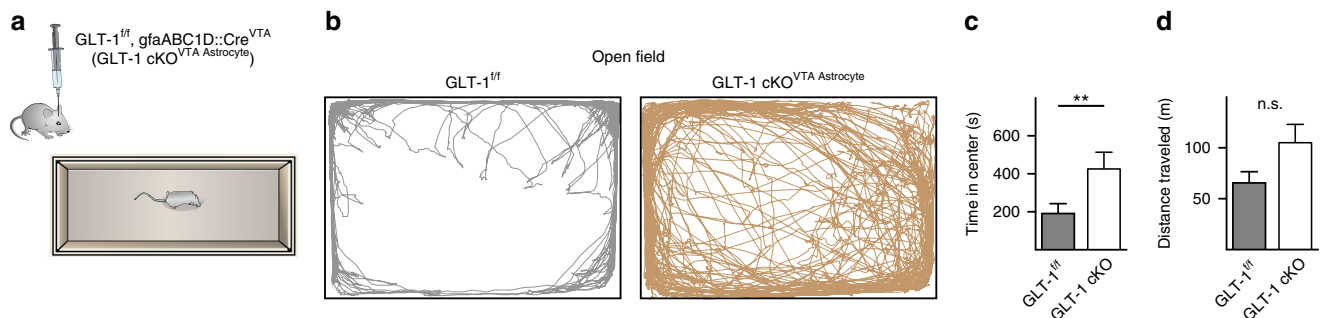 a
GLT-1f/f, gfaABC1D::CreVTA
(GLT-1 cKOVTA Astrocyte)
b
Open field
GLT-1f/f
GLT-1 cKOVTA Astrocyte
c
Time in center (s)
600
400
200
**
GLT-1f/f
GLT-1 cKO
d
Distance traveled (m)
100
50
n.s.
GLT-1f/f
GLT-1 cKO